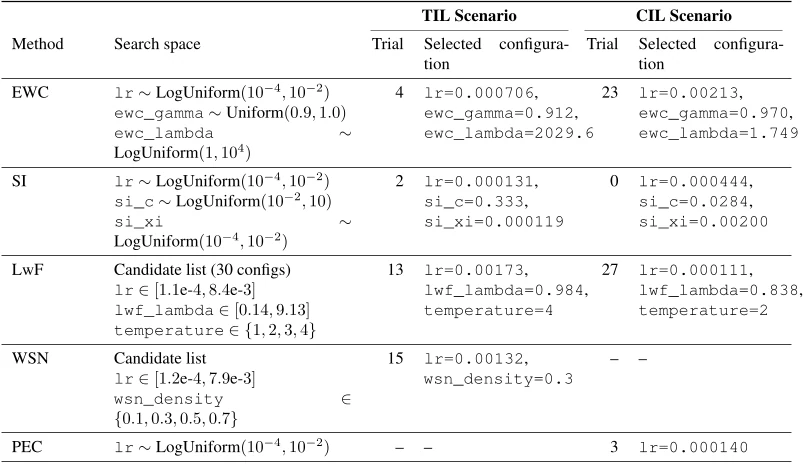 TIL Scenario CIL Scenario
Method Search space Trial Selected configura- Trial Selected configura-
tion tion
EWC lr ∼ LogUniform(10⁻⁴, 10⁻²) 4 lr=0.000706, 23 lr=0.00213,
ewc_gamma ∼ Uniform(0.9, 1.0) ewc_gamma=0.912, ewc_gamma=0.970,
ewc_lambda ∼ ewc_lambda=2029.6 ewc_lambda=1.749
LogUniform(1, 10⁴)
SI lr ∼ LogUniform(10⁻⁴, 10⁻²) 2 lr=0.000131, 0 lr=0.000444,
si_c ∼ LogUniform(10⁻², 10) si_c=0.333, si_c=0.0284,
si_xi ∼ si_xi=0.000119 si_xi=0.00200
LogUniform(10⁻⁴, 10⁻²)
LwF Candidate list (30 configs) 13 lr=0.00173, 27 lr=0.000111,
lr ∈ [1.1e-4, 8.4e-3] lwf_lambda=0.984, lwf_lambda=0.838,
lwf_lambda ∈ [0.14, 9.13] temperature=4 temperature=2
temperature ∈ {1, 2, 3, 4}
WSN Candidate list 15 lr=0.00132, – –
lr ∈ [1.2e-4, 7.9e-3] wsn_density=0.3
wsn_density ∈
{0.1, 0.3, 0.5, 0.7}
PEC lr ∼ LogUniform(10⁻⁴, 10⁻²) – – 3 lr=0.000140